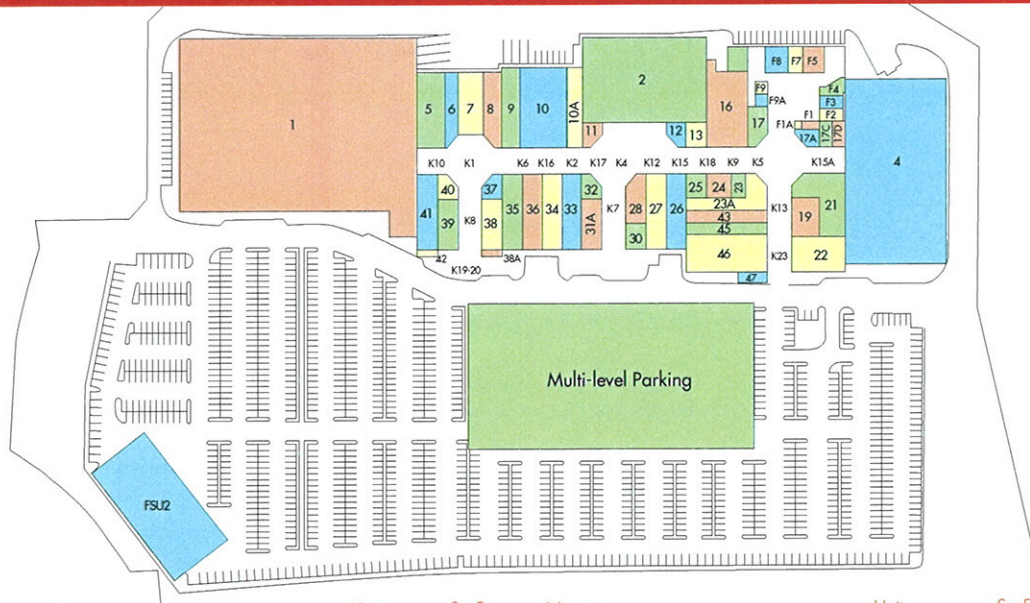 1
5
6
7
8
9
10
10A
2
11
12
13
16
F8
F7
F5
F9
F9A
17
F4
F3
F2
F1
F1A
17A
17C
17D
4
K10
K1
K6
K16
K2
K17
K4
K12
K15
K18
K9
K5
K15A
41
40
39
42
K8
37
38
38A
K19-20
35
36
34
33
32
31A
K7
28
30
27
26
25
24
23
23A
43
45
46
47
K13
K23
19
21
22
Multi-level Parking
FSU2